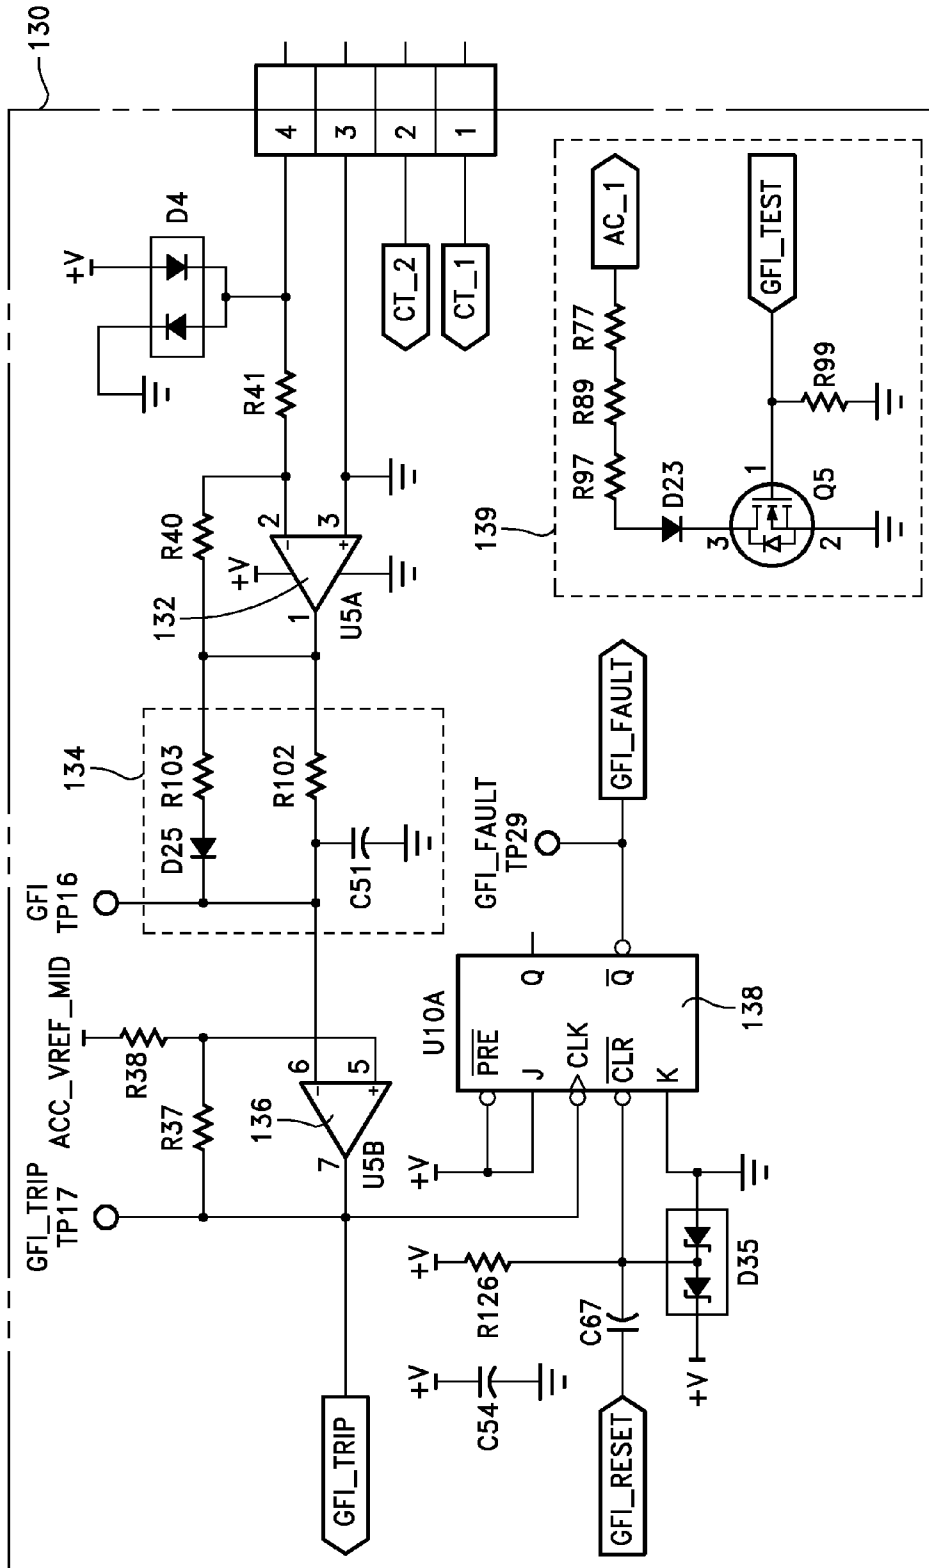 130
4
3
2
1
D4
+V
CT_2
CT_1
R41
R40
2
3
−
+
+V
132
1
U5A
134
R103
R102
D25
C51
GFI
TP16
ACC_VREF_MID
R38
R37
6
5
−
+
136
7
U5B
GFI_TRIP
TP17
GFI_TRIP
139
AC_1
R77
R89
R97
D23
GFI_TEST
R99
1
3
2
Q5
GFI_FAULT
GFI_FAULT
TP29
U10A
PRE
J
CLK
CLR
K
Q
Q
138
+V
+V
R126
C67
D35
+V
+V
C54
GFI_RESET